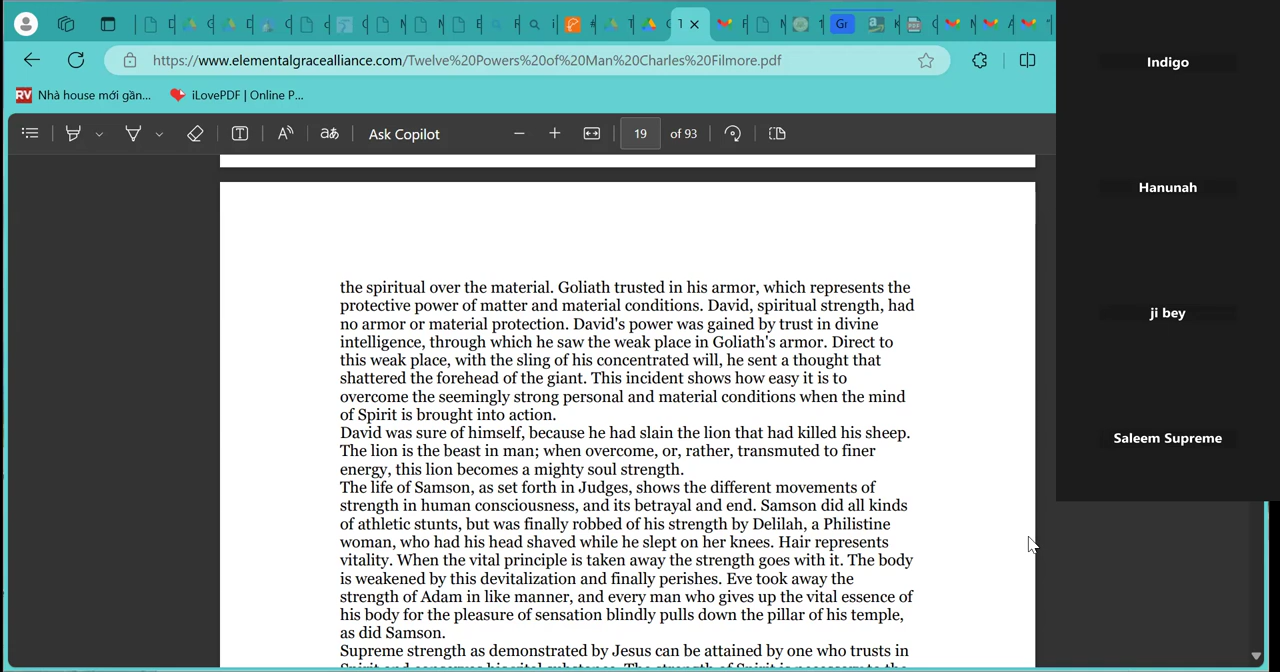 https://www.elementalgracealliance.com/Twelve%20Powers%20of%20Man%20Charles%20Filmore.pdf
RV Nhà house mới gần... iLovePDF | Online P...
Ask Copilot 19 of 93
the spiritual over the material. Goliath trusted in his armor, which represents the
protective power of matter and material conditions. David, spiritual strength, had
no armor or material protection. David's power was gained by trust in divine
intelligence, through which he saw the weak place in Goliath's armor. Direct to
this weak place, with the sling of his concentrated will, he sent a thought that
shattered the forehead of the giant. This incident shows how easy it is to
overcome the seemingly strong personal and material conditions when the mind
of Spirit is brought into action.
David was sure of himself, because he had slain the lion that had killed his sheep.
The lion is the beast in man; when overcome, or, rather, transmuted to finer
energy, this lion becomes a mighty soul strength.
The life of Samson, as set forth in Judges, shows the different movements of
strength in human consciousness, and its betrayal and end. Samson did all kinds
of athletic stunts, but was finally robbed of his strength by Delilah, a Philistine
woman, who had his head shaved while he slept on her knees. Hair represents
vitality. When the vital principle is taken away the strength goes with it. The body
is weakened by this devitalization and finally perishes. Eve took away the
strength of Adam in like manner, and every man who gives up the vital essence of
his body for the pleasure of sensation blindly pulls down the pillar of his temple,
as did Samson.
Supreme strength as demonstrated by Jesus can be attained by one who trusts in
Indigo
Hanunah
ji bey
Saleem Supreme